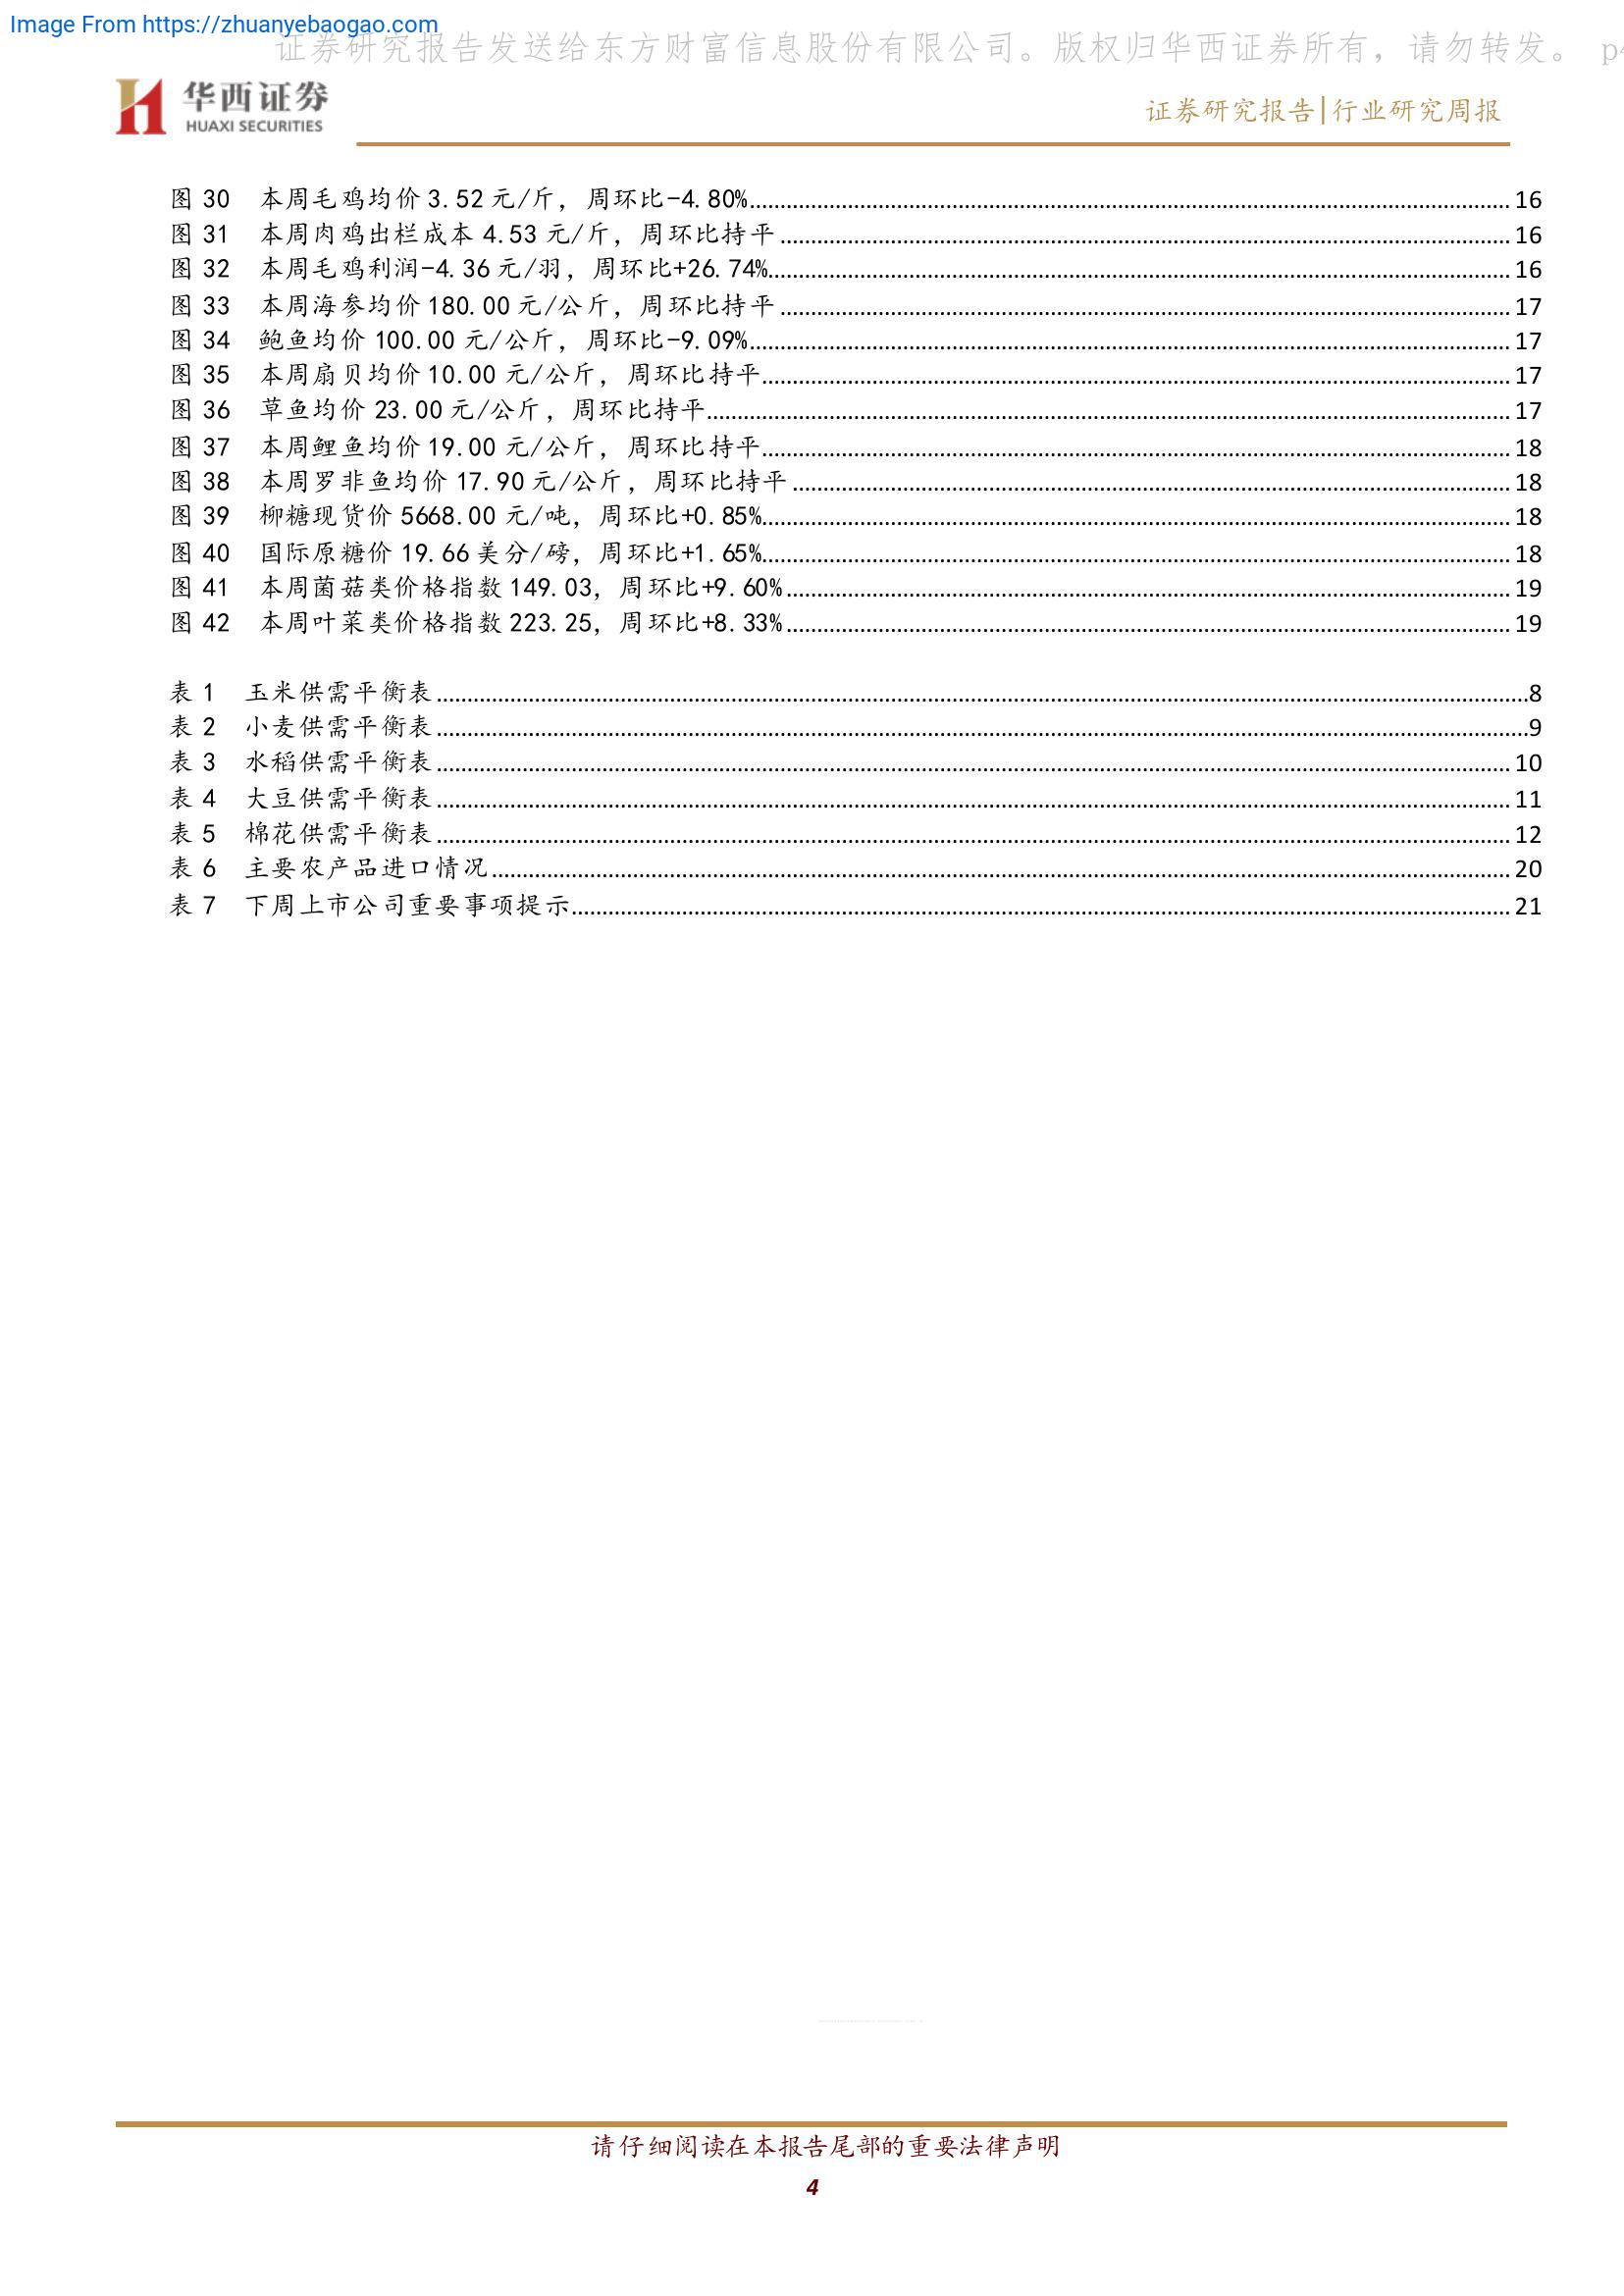 Image From https://zhuanyebaogao.com
证券研究报告发送给东方财富信息股份有限公司。版权归华西证券所有，请勿转发。 p4
华西证券
HUAXI SECURITIES
证券研究报告|行业研究周报
图 30 本周毛鸡均价 3.52 元/斤，周环比-4.80%........16
图 31 本周肉鸡出栏成本 4.53 元/斤，周环比持平........16
图 32 本周毛鸡利润-4.36 元/羽，周环比+26.74%........16
图 33 本周海参均价 180.00 元/公斤，周环比持平........17
图 34 鲍鱼均价 100.00 元/公斤，周环比-9.09%........17
图 35 本周扇贝均价 10.00 元/公斤，周环比持平........17
图 36 草鱼均价 23.00 元/公斤，周环比持平........17
图 37 本周鲤鱼均价 19.00 元/公斤，周环比持平........18
图 38 本周罗非鱼均价 17.90 元/公斤，周环比持平........18
图 39 柳糖现货价 5668.00 元/吨，周环比+0.85%........18
图 40 国际原糖价 19.66 美分/磅，周环比+1.65%........18
图 41 本周菌菇类价格指数 149.03，周环比+9.60%........19
图 42 本周叶菜类价格指数 223.25，周环比+8.33%........19
表 1 玉米供需平衡表........8
表 2 小麦供需平衡表........9
表 3 水稻供需平衡表........10
表 4 大豆供需平衡表........11
表 5 棉花供需平衡表........12
表 6 主要农产品进口情况........20
表 7 下周上市公司重要事项提示........21
请仔细阅读在本报告尾部的重要法律声明
4